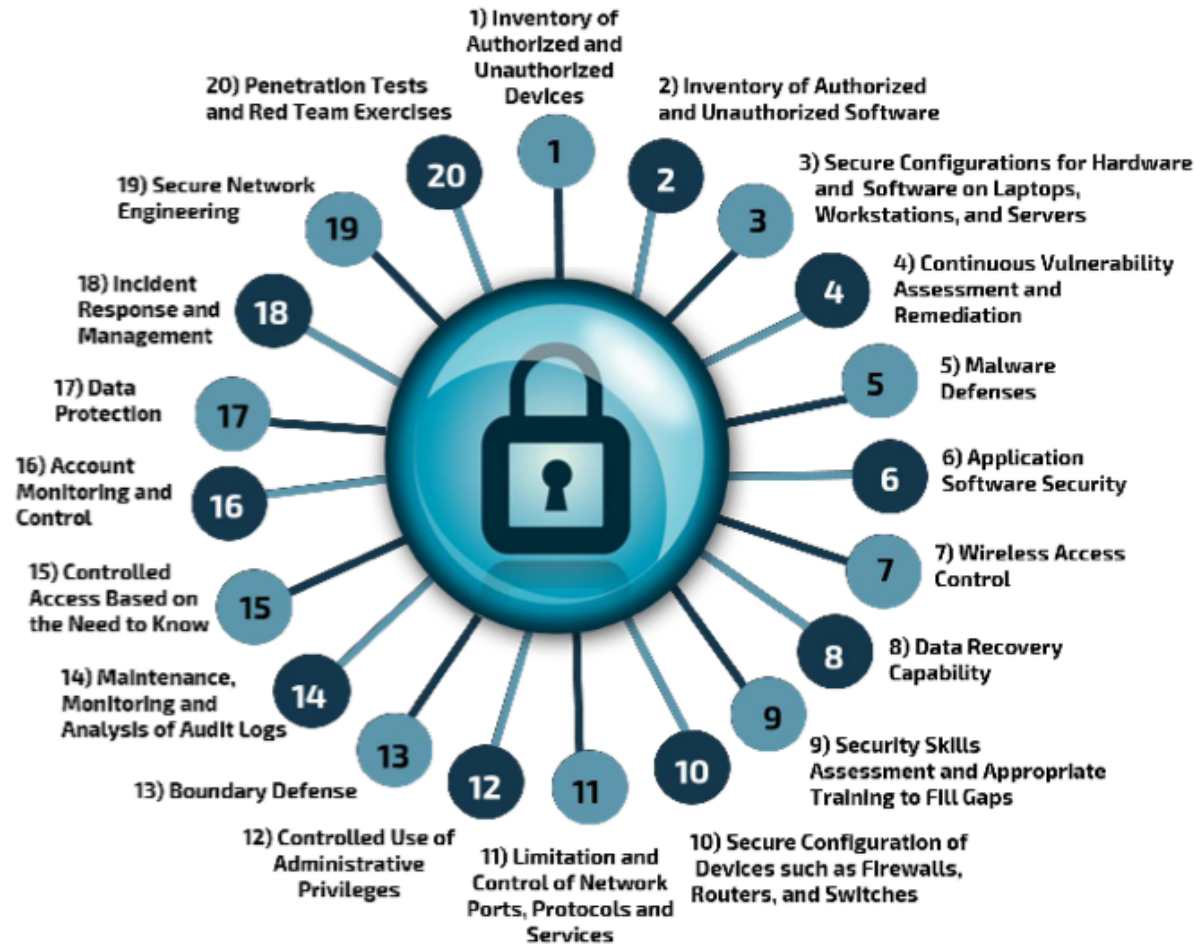 1) Inventory of
Authorized and
Unauthorized
Devices
2) Inventory of Authorized
and Unauthorized Software
3) Secure Configurations for Hardware
and Software on Laptops,
Workstations, and Servers
4) Continuous Vulnerability
Assessment and
Remediation
5) Malware
Defenses
6) Application
Software Security
7) Wireless Access
Control
8) Data Recovery
Capability
9) Security Skills
Assessment and Appropriate
Training to Fill Gaps
10) Secure Configuration of
Devices such as Firewalls,
Routers, and Switches
11) Limitation and
Control of Network
Ports, Protocols and
Services
12) Controlled Use of
Administrative
Privileges
13) Boundary Defense
14) Maintenance,
Monitoring and
Analysis of Audit Logs
15) Controlled
Access Based on
the Need to Know
16) Account
Monitoring and
Control
17) Data
Protection
18) Incident
Response and
Management
19) Secure Network
Engineering
20) Penetration Tests
and Red Team Exercises
1
2
3
4
5
6
7
8
9
10
11
12
13
14
15
16
17
18
19
20